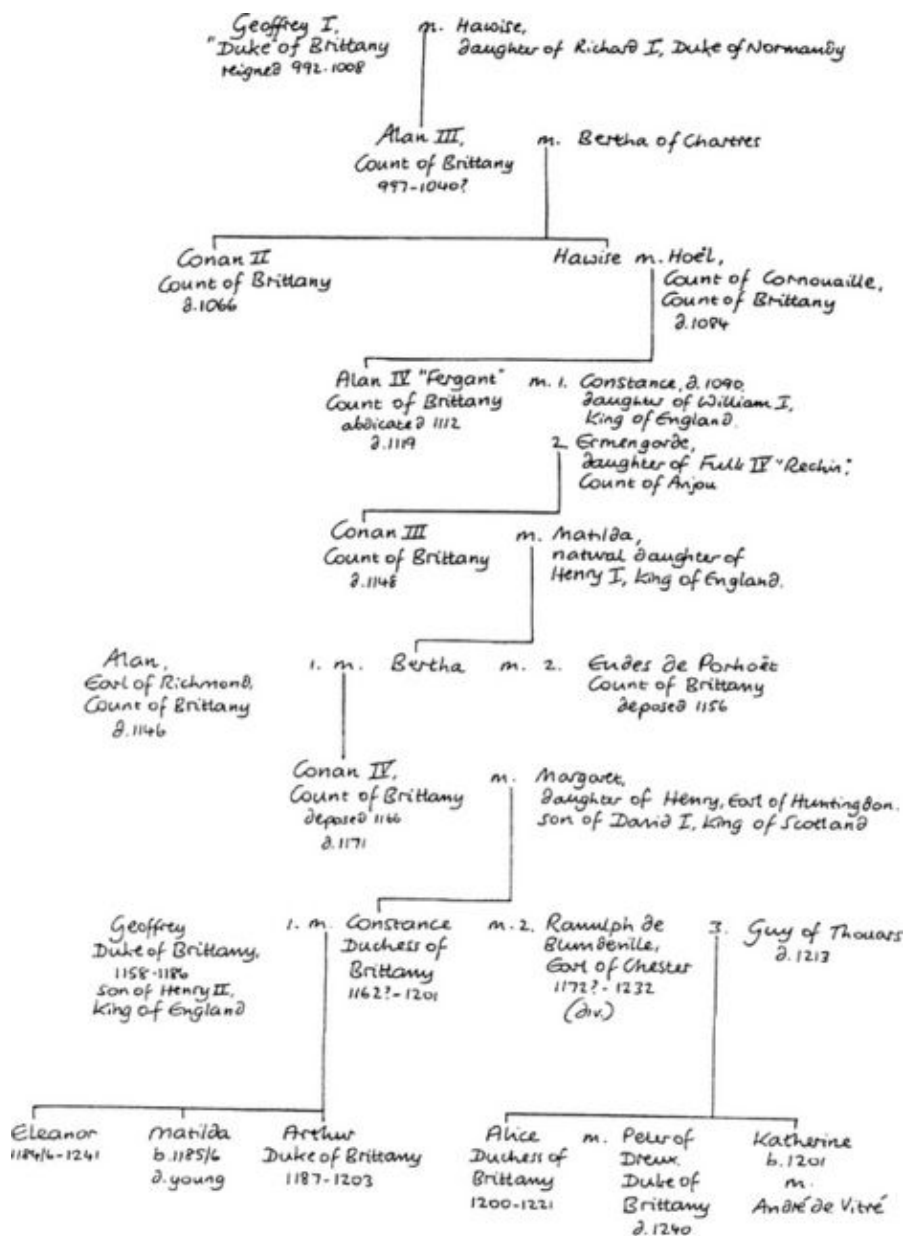 Geoffrey I,
"Duke" of Brittany
reigned 992-1008
m. Hawise,
daughter of Richard I, Duke of Normandy
Alan III,
Count of Brittany
997-1040?
m. Bertha of Chartres
Conan II
Count of Brittany
d.1066
Hawise m. Hoël,
Count of Cornouaille,
Count of Brittany
d.1084
Alan IV "Fergant"
Count of Brittany
abdicated 1112
d.1119
m. 1. Constance, d.1090
daughter of William I,
King of England.
2 Ermengarde,
daughter of Fulk IV "Rechin",
Count of Anjou
Conan III
Count of Brittany
d.1148
m. Matilda,
natural daughter of
Henry I, King of England.
Alan,
Earl of Richmond,
Count of Brittany
d.1146
1. m. Bertha m. 2. Eudes de Porhoët
Count of Brittany
deposed 1156
Conan IV,
Count of Brittany
deposed 1166
d.1171
m. Margaret,
daughter of Henry, Earl of Huntingdon.
son of David I, King of Scotland
Geoffrey
Duke of Brittany,
1158-1186
son of Henry II,
King of England
1. m. Constance
Duchess of
Brittany
1162?-1201
m. 2. Ranulph de
Blundeville,
Earl of Chester
1172?-1232
(div.)
3. Guy of Thouars
d.1213
Eleanor
1184/6-1241
Matilda
b.1185/6
d.young
Arthur
Duke of Brittany
1187-1203
Alice
Duchess of
Brittany
1200-1221
m. Peter of
Dreux.
Duke of
Brittany
d.1240
Katherine
b.1201
m.
André de Vitré